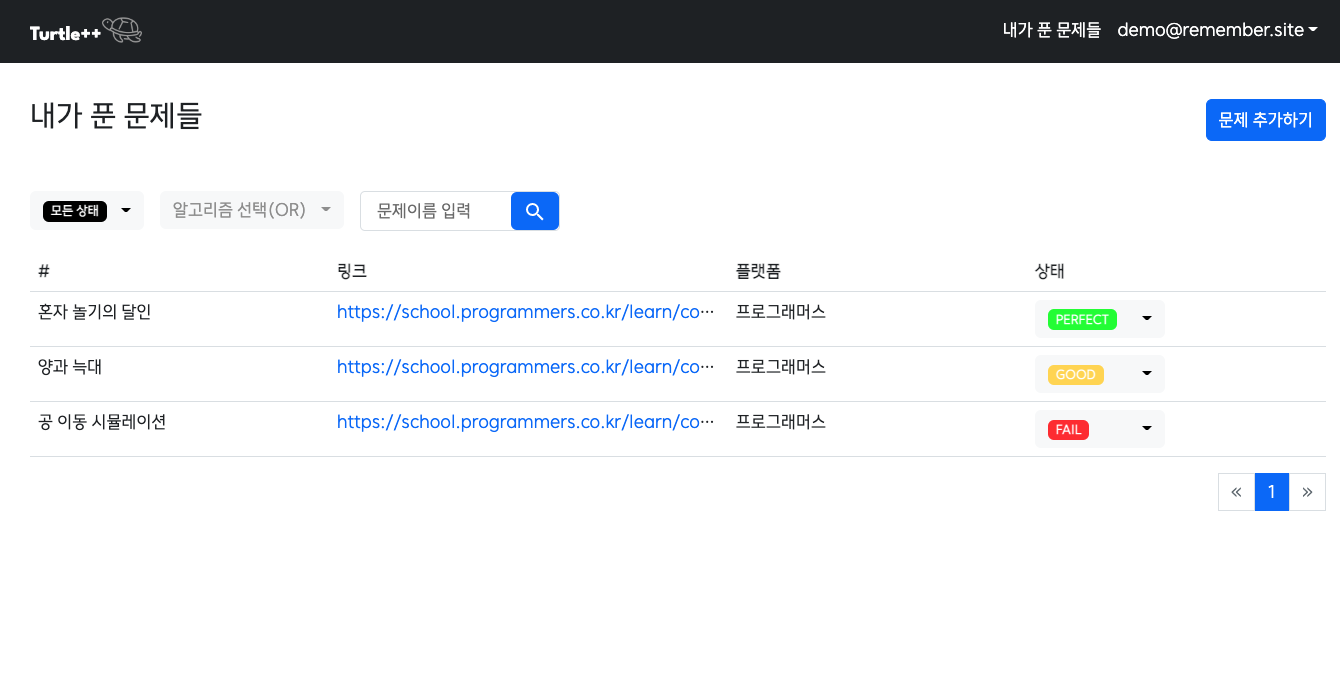 Turtle++ 내가 푼 문제들 demo@remember.site
내가 푼 문제들 문제 추가하기
모든 상태 알고리즘 선택(OR) 문제이름 입력
# 링크 플랫폼 상태
혼자 놀기의 달인 https://school.programmers.co.kr/learn/co… 프로그래머스 PERFECT
양과 늑대 https://school.programmers.co.kr/learn/co… 프로그래머스 GOOD
공 이동 시뮬레이션 https://school.programmers.co.kr/learn/co… 프로그래머스 FAIL
« 1 »